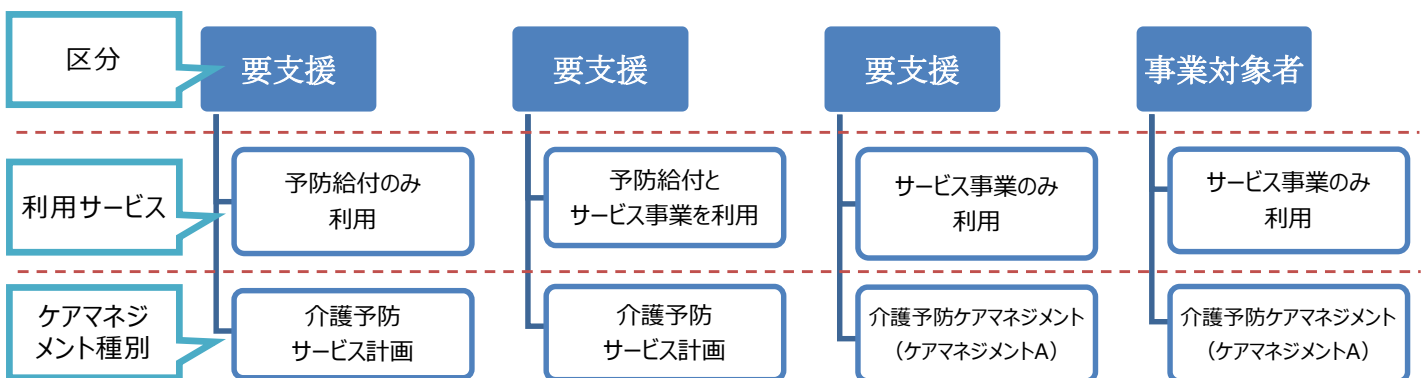 区分
要支援
要支援
要支援
事業対象者
利用サービス
予防給付のみ
利用
予防給付と
サービス事業を利用
サービス事業のみ
利用
サービス事業のみ
利用
ケアマネジ
メント種別
介護予防
サービス計画
介護予防
サービス計画
介護予防ケアマネジメント
（ケアマネジメントA）
介護予防ケアマネジメント
（ケアマネジメントA）